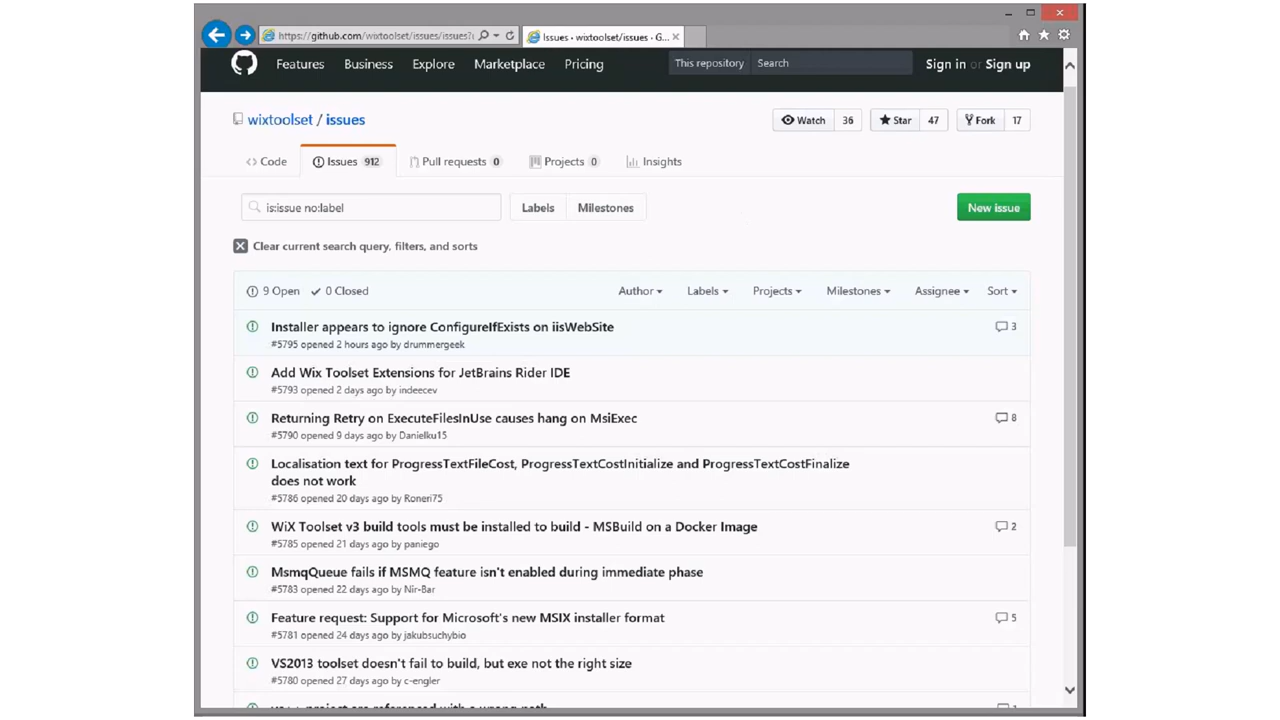 https://github.com/wixtoolset/issues/issues?
Issues · wixtoolset/issues · G...
Features Business Explore Marketplace Pricing
This repository Search
Sign in or Sign up
wixtoolset / issues
Watch 36 Star 47 Fork 17
Code Issues 912 Pull requests 0 Projects 0 Insights
is:issue no:label
Labels Milestones
New issue
Clear current search query, filters, and sorts
9 Open 0 Closed
Author Labels Projects Milestones Assignee Sort
Installer appears to ignore ConfigureIfExists on iisWebSite 3
#5795 opened 2 hours ago by drummergeek
Add Wix Toolset Extensions for JetBrains Rider IDE
#5793 opened 2 days ago by indeecev
Returning Retry on ExecuteFilesInUse causes hang on MsiExec 8
#5790 opened 9 days ago by Danielku15
Localisation text for ProgressTextFileCost, ProgressTextCostInitialize and ProgressTextCostFinalize
does not work
#5786 opened 20 days ago by Roneri75
WiX Toolset v3 build tools must be installed to build - MSBuild on a Docker Image 2
#5785 opened 21 days ago by paniego
MsmqQueue fails if MSMQ feature isn't enabled during immediate phase
#5783 opened 22 days ago by Nir-Bar
Feature request: Support for Microsoft's new MSIX installer format 5
#5781 opened 24 days ago by jakubsuchybio
VS2013 toolset doesn't fail to build, but exe not the right size
#5780 opened 27 days ago by c-engler
project are referenced with a wrong path